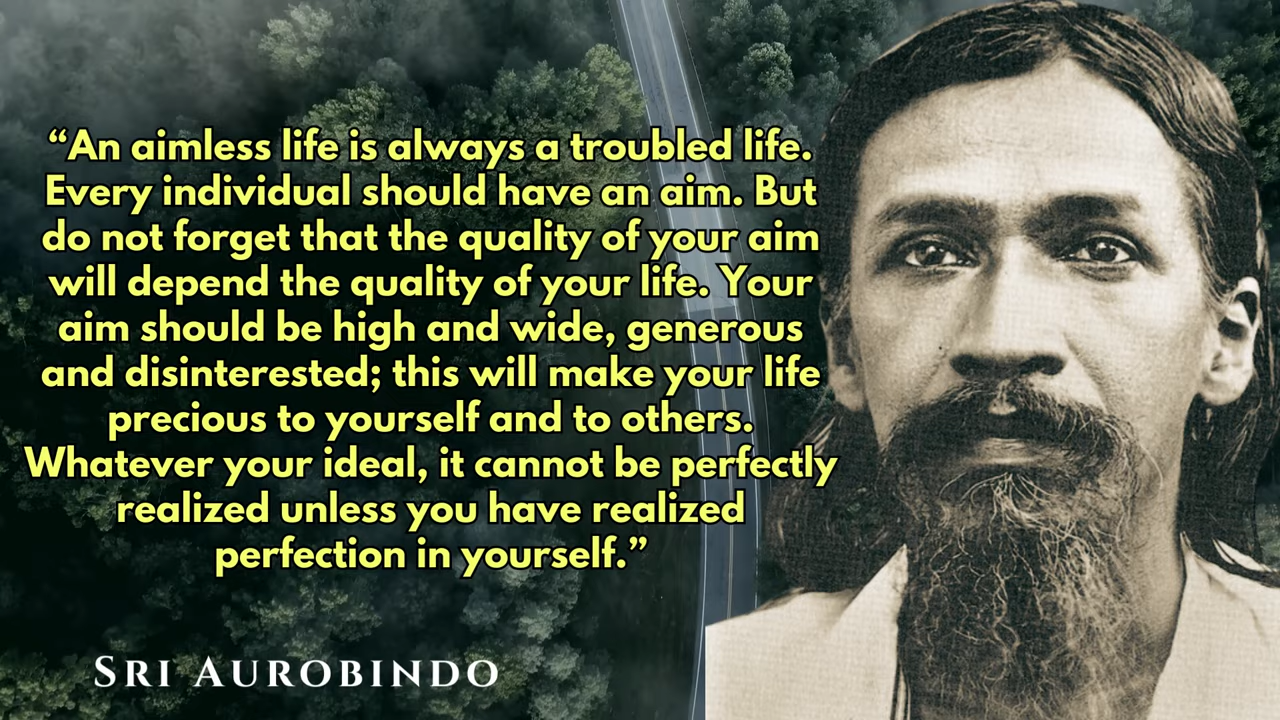 “An aimless life is always a troubled life.
Every individual should have an aim. But
do not forget that the quality of your aim
will depend the quality of your life. Your
aim should be high and wide, generous
and disinterested; this will make your life
precious to yourself and to others.
Whatever your ideal, it cannot be perfectly
realized unless you have realized
perfection in yourself.”
SRI AUROBINDO